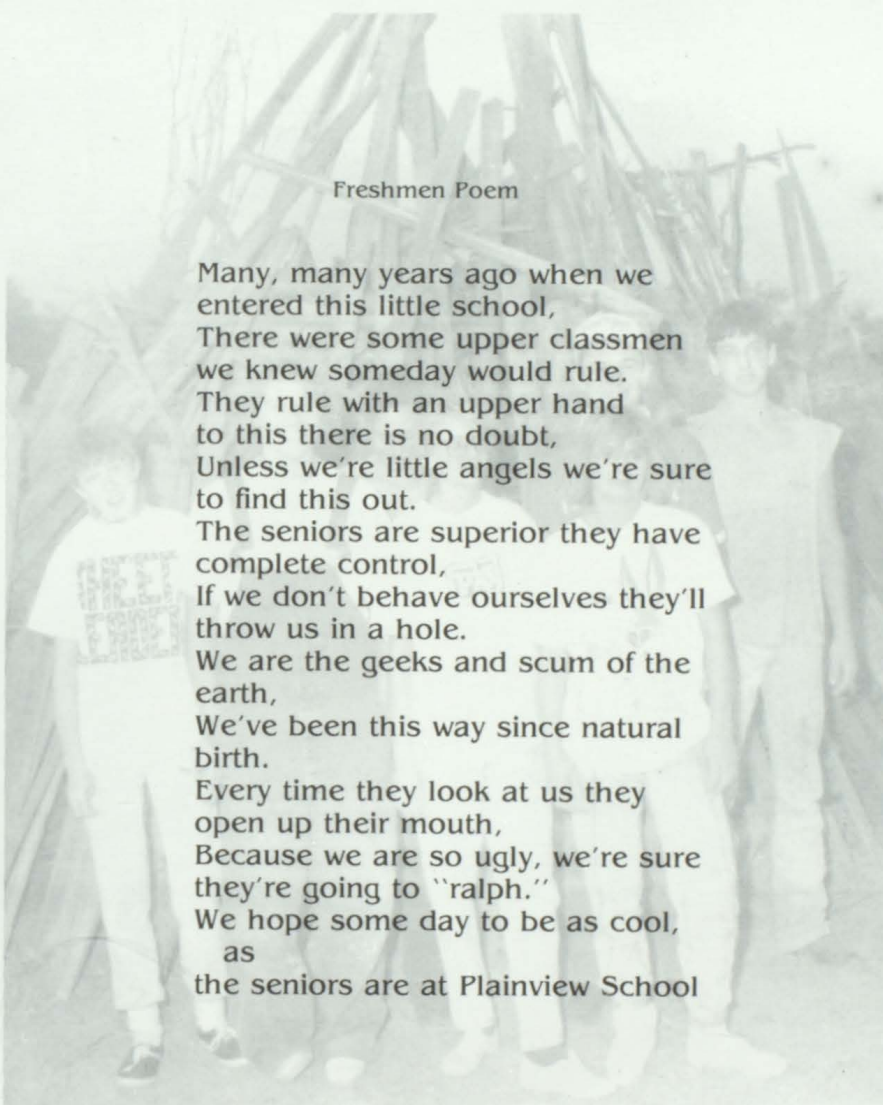 Freshmen Poem
Many, many years ago when we
entered this little school,
There were some upper classmen
we knew someday would rule.
They rule with an upper hand
to this there is no doubt,
Unless we're little angels we're sure
to find this out.
The seniors are superior they have
complete control,
If we don't behave ourselves they'll
throw us in a hole.
We are the geeks and scum of the
earth,
We've been this way since natural
birth.
Every time they look at us they
open up their mouth,
Because we are so ugly, we're sure
they're going to "ralph."
We hope some day to be as cool,
as
the seniors are at Plainview School